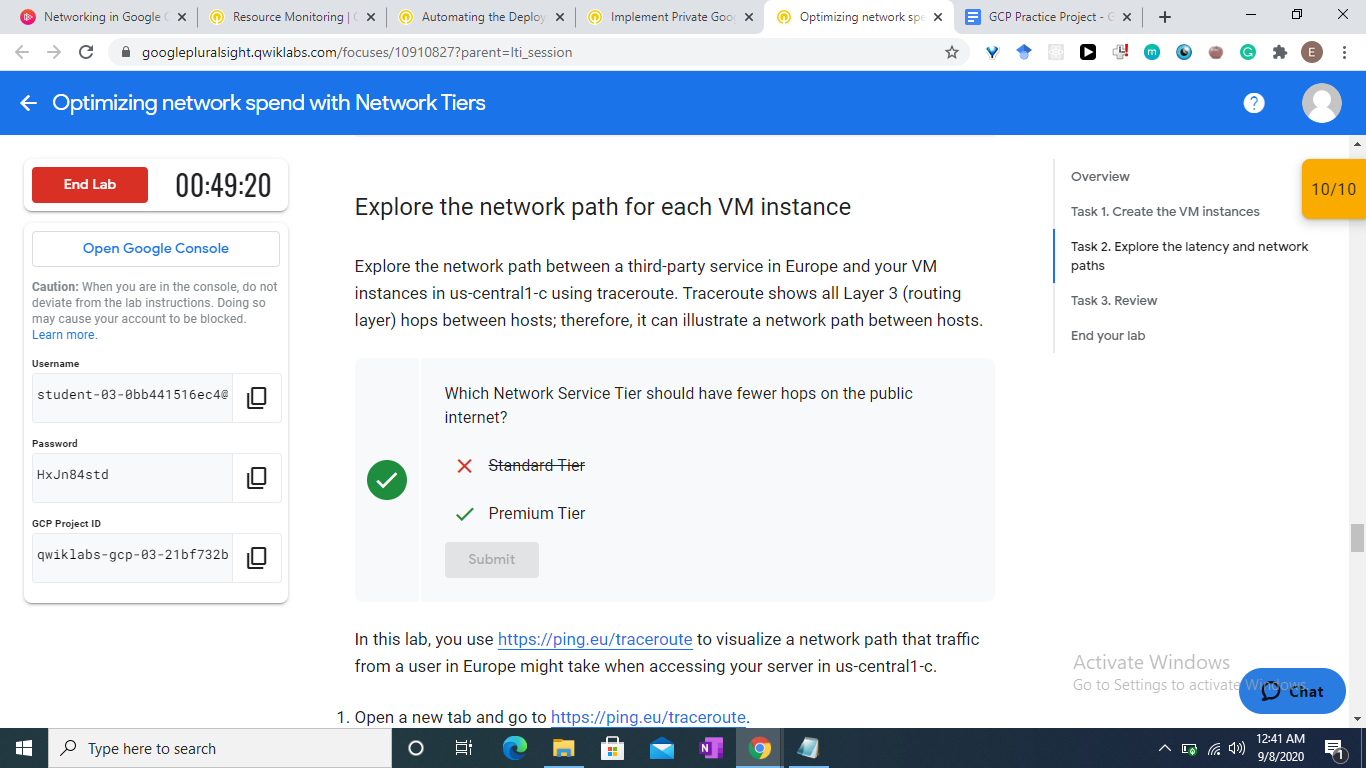 Networking in Google C
Resource Monitoring | G
Automating the Deploy
Implement Private Goo
Optimizing network spe
GCP Practice Project - G
googlepluralsight.qwiklabs.com/focuses/10910827?parent=lti_session
E
Optimizing network spend with Network Tiers
End Lab
00:49:20
Open Google Console
Caution: When you are in the console, do not
deviate from the lab instructions. Doing so
may cause your account to be blocked.
Learn more.
Username
student-03-0bb441516ec4@
Password
HxJn84std
GCP Project ID
qwiklabs-gcp-03-21bf732b
Explore the network path for each VM instance
Explore the network path between a third-party service in Europe and your VM
instances in us-central1-c using traceroute. Traceroute shows all Layer 3 (routing
layer) hops between hosts; therefore, it can illustrate a network path between hosts.
Which Network Service Tier should have fewer hops on the public
internet?
Standard Tier
Premium Tier
Submit
In this lab, you use https://ping.eu/traceroute to visualize a network path that traffic
from a user in Europe might take when accessing your server in us-central1-c.
1. Open a new tab and go to https://ping.eu/traceroute.
Overview
Task 1. Create the VM instances
Task 2. Explore the latency and network
paths
Task 3. Review
End your lab
10/10
Activate Windows
Go to Settings to activate Windows.
Chat
Type here to search
12:41 AM
9/8/2020
1